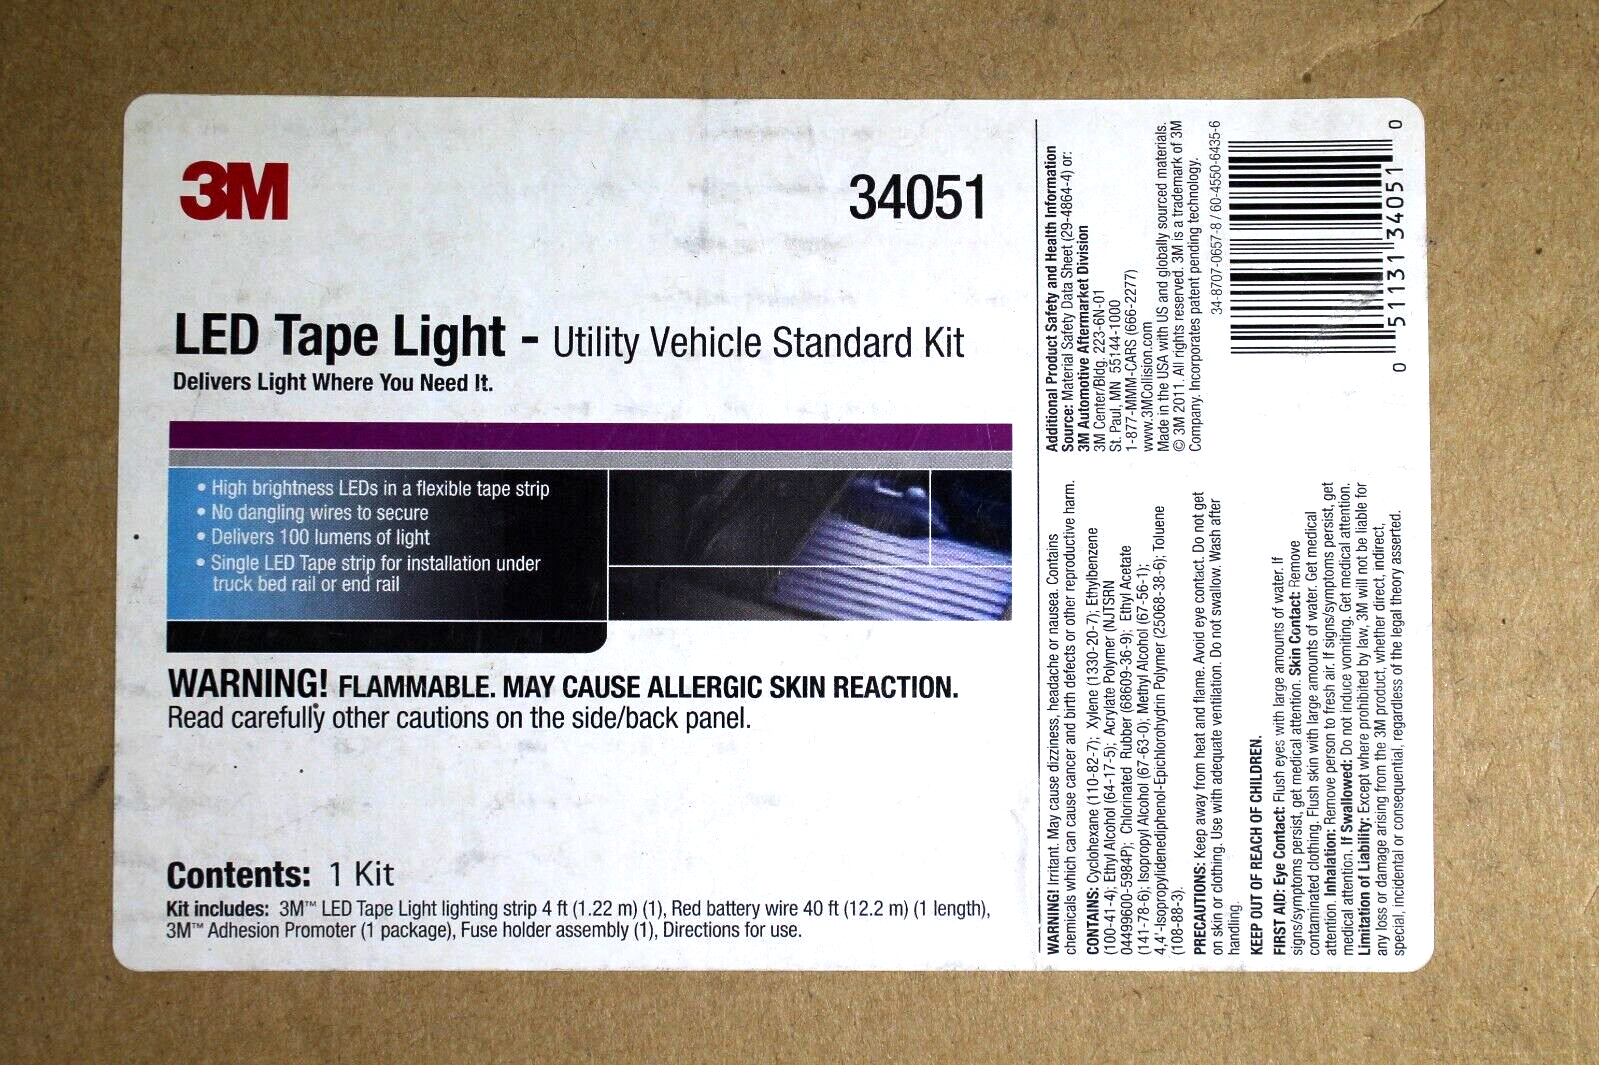 3M
34051
LED Tape Light - Utility Vehicle Standard Kit
Delivers Light Where You Need It.
• High brightness LEDs in a flexible tape strip
• No dangling wires to secure
• Delivers 100 lumens of light
• Single LED Tape strip for installation under
truck bed rail or end rail
WARNING! FLAMMABLE. MAY CAUSE ALLERGIC SKIN REACTION.
Read carefully other cautions on the side/back panel.
Contents: 1 Kit
Kit includes: 3M™ LED Tape Light lighting strip 4 ft (1.22 m) (1), Red battery wire 40 ft (12.2 m) (1 length),
3M™ Adhesion Promoter (1 package), Fuse holder assembly (1), Directions for use.
WARNING! Irritant. May cause dizziness, headache or nausea. Contains
chemicals which can cause cancer and birth defects or other reproductive harm.
CONTAINS: Cyclohexane (110-82-7); Xylene (1330-20-7); Ethylbenzene
(100-41-4); Ethyl Alcohol (64-17-5); Acrylate Polymer (NJTSRN
04499600-5984P); Chlorinated Rubber (68609-36-9); Ethyl Acetate
(141-78-6); Isopropyl Alcohol (67-63-0); Methyl Alcohol (67-56-1);
4,4'-Isopropylidenediphenol-Epichlorohydrin Polymer (25068-38-6); Toluene
(108-88-3).
PRECAUTIONS: Keep away from heat and flame. Avoid eye contact. Do not get
on skin or clothing. Use with adequate ventilation. Do not swallow. Wash after
handling.
KEEP OUT OF REACH OF CHILDREN.
FIRST AID: Eye Contact: Flush eyes with large amounts of water. If
signs/symptoms persist, get medical attention. Skin Contact: Remove
contaminated clothing. Flush skin with large amounts of water. Get medical
attention. Inhalation: Remove person to fresh air. If signs/symptoms persist, get
medical attention. If Swallowed: Do not induce vomiting. Get medical attention.
Limitation of Liability: Except where prohibited by law, 3M will not be liable for
any loss or damage arising from the 3M product, whether direct, indirect,
special, incidental or consequential, regardless of the legal theory asserted.
Additional Product Safety and Health Information
Source: Material Safety Data Sheet (29-4864-4) or:
3M Automotive Aftermarket Division
3M Center/Bldg. 223-6N-01
St. Paul, MN 55144-1000
1-877-MMM-CARS (666-2277)
www.3MCollision.com
Made in the USA with US and globally sourced materials.
© 3M 2011. All rights reserved. 3M is a trademark of 3M
Company. Incorporates patent pending technology.
34-8707-0657-8 / 60-4550-6435-6
0 51131 34051 0